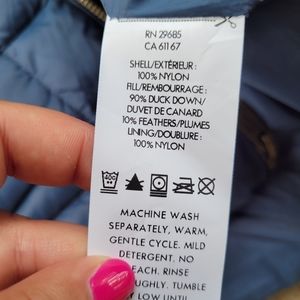 RN 29685
CA 61167
SHELL/EXTÉRIEUR :
100% NYLON
FILL/REMBOURRAGE :
90% DUCK DOWN/
DUVET DE CANARD
10% FEATHERS/PLUMES
LINING/DOUBLURE :
100% NYLON
MACHINE WASH
SEPARATELY, WARM,
GENTLE CYCLE. MILD
DETERGENT. NO
EACH. RINSE
OUGHLY. TUMBLE
Y LOW UNTIL